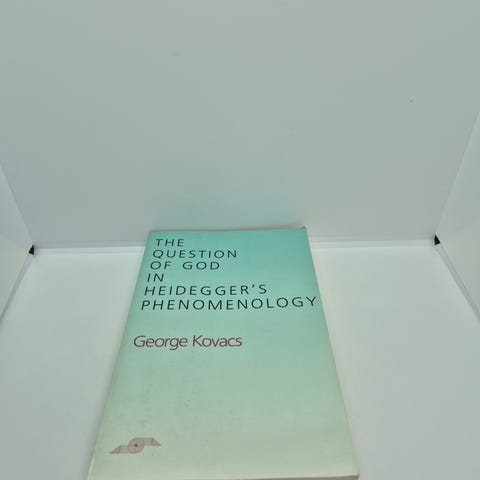 THE
QUESTION
OF GOD
IN
HEIDEGGER'S
PHENOMENOLOGY
George Kovacs